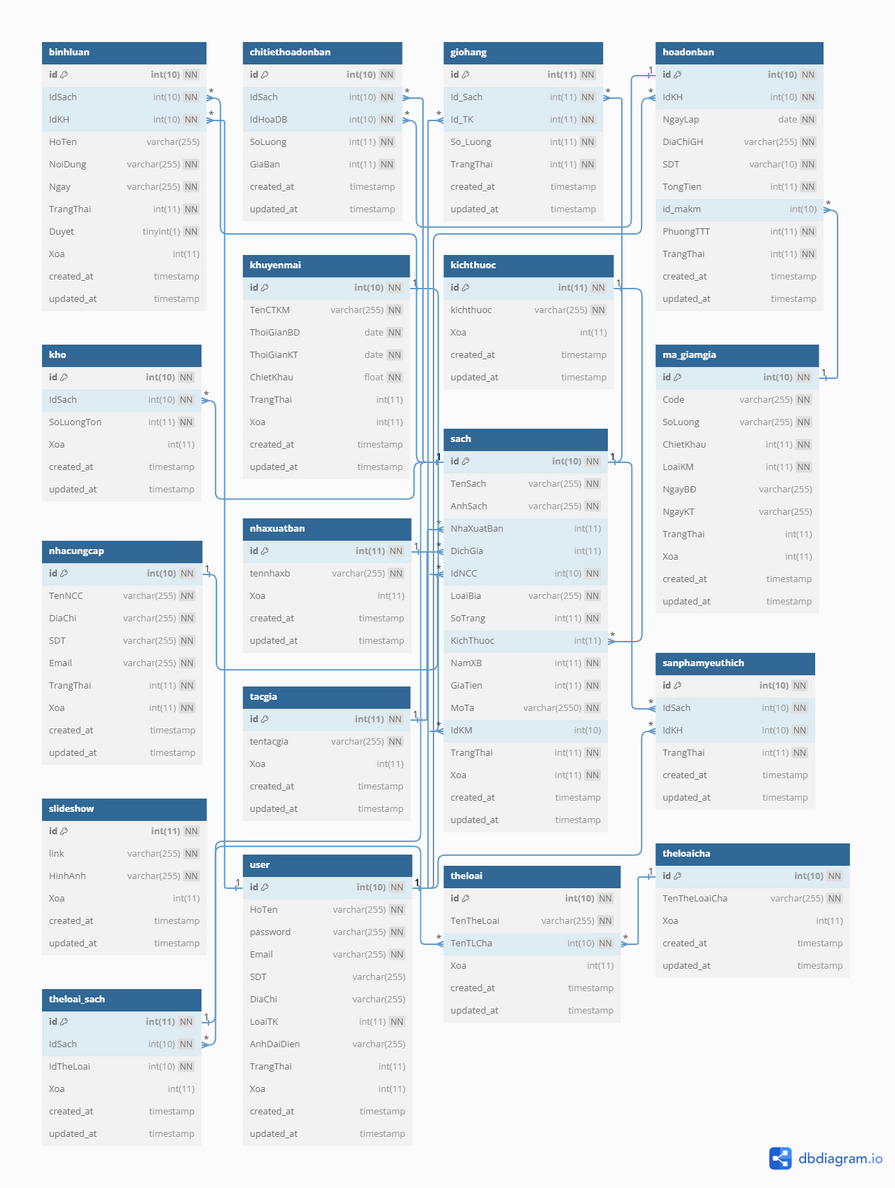 binhluan
id int(10) NN
IdSach int(10) NN
IdKH int(10) NN
HoTen varchar(255)
NoiDung varchar(255) NN
Ngay varchar(255) NN
TrangThai int(11) NN
Duyet tinyint(1) NN
Xoa int(11)
created_at timestamp
updated_at timestamp
chitiethoadonban
id int(10) NN
IdSach int(10) NN
IdHoaDB int(10) NN
SoLuong int(11) NN
GiaBan int(11) NN
created_at timestamp
updated_at timestamp
giohang
id int(11) NN
Id_Sach int(11) NN
Id_TK int(11) NN
So_Luong int(11) NN
TrangThai int(11) NN
created_at timestamp
updated_at timestamp
hoadonban
id int(10) NN
IdKH int(10) NN
NgayLap date NN
DiaChiGH varchar(255) NN
SDT varchar(10) NN
TongTien int(11) NN
id_makm int(10)
PhuongTTT int(11) NN
TrangThai int(11) NN
created_at timestamp
updated_at timestamp
khuyenmai
id int(10) NN
TenCTKM varchar(255) NN
ThoiGianBD date NN
ThoiGianKT date NN
ChietKhau float NN
TrangThai int(11)
Xoa int(11)
created_at timestamp
updated_at timestamp
kichthuoc
id int(11) NN
kichthuoc varchar(255) NN
Xoa int(11)
created_at timestamp
updated_at timestamp
kho
id int(10) NN
IdSach int(10) NN
SoLuongTon int(11) NN
Xoa int(11)
created_at timestamp
updated_at timestamp
ma_giamgia
id int(10) NN
Code varchar(255) NN
SoLuong varchar(255) NN
ChietKhau int(11) NN
LoaiKM int(11) NN
NgayBĐ varchar(255)
NgayKT varchar(255)
TrangThai int(11)
Xoa int(11)
created_at timestamp
updated_at timestamp
sach
id int(10) NN
TenSach varchar(255) NN
AnhSach varchar(255) NN
NhaXuatBan int(11)
DichGia int(11)
IdNCC int(10) NN
LoaiBia varchar(255) NN
SoTrang int(11) NN
KichThuoc int(11)
NamXB int(11) NN
GiaTien int(11) NN
MoTa varchar(2550) NN
IdKM int(10)
TrangThai int(11) NN
Xoa int(11) NN
created_at timestamp
updated_at timestamp
nhaxuatban
id int(11) NN
tennhaxb varchar(255) NN
Xoa int(11)
created_at timestamp
updated_at timestamp
nhacungcap
id int(10) NN
TenNCC varchar(255) NN
DiaChi varchar(255) NN
SDT varchar(255) NN
Email varchar(255) NN
TrangThai int(11) NN
Xoa int(11) NN
created_at timestamp
updated_at timestamp
sanphamyeuthich
id int(10) NN
IdSach int(10) NN
IdKH int(10) NN
TrangThai int(11) NN
created_at timestamp
updated_at timestamp
tacgia
id int(11) NN
tentacgia varchar(255) NN
Xoa int(11)
created_at timestamp
updated_at timestamp
slideshow
id int(11) NN
link varchar(255) NN
HinhAnh varchar(255) NN
Xoa int(11)
created_at timestamp
updated_at timestamp
user
id int(10) NN
HoTen varchar(255) NN
password varchar(255) NN
Email varchar(255) NN
SDT varchar(255)
DiaChi varchar(255)
LoaiTK int(11) NN
AnhDaiDien varchar(255)
TrangThai int(11)
Xoa int(11)
created_at timestamp
updated_at timestamp
theloai
id int(10) NN
TenTheLoai varchar(255) NN
TenTLCha int(10) NN
Xoa int(11)
created_at timestamp
updated_at timestamp
theloaicha
id int(10) NN
TenTheLoaiCha varchar(255) NN
Xoa int(11)
created_at timestamp
updated_at timestamp
theloai_sach
id int(11) NN
IdSach int(10) NN
IdTheLoai int(10) NN
Xoa int(11)
created_at timestamp
updated_at timestamp
dbdiagram.io